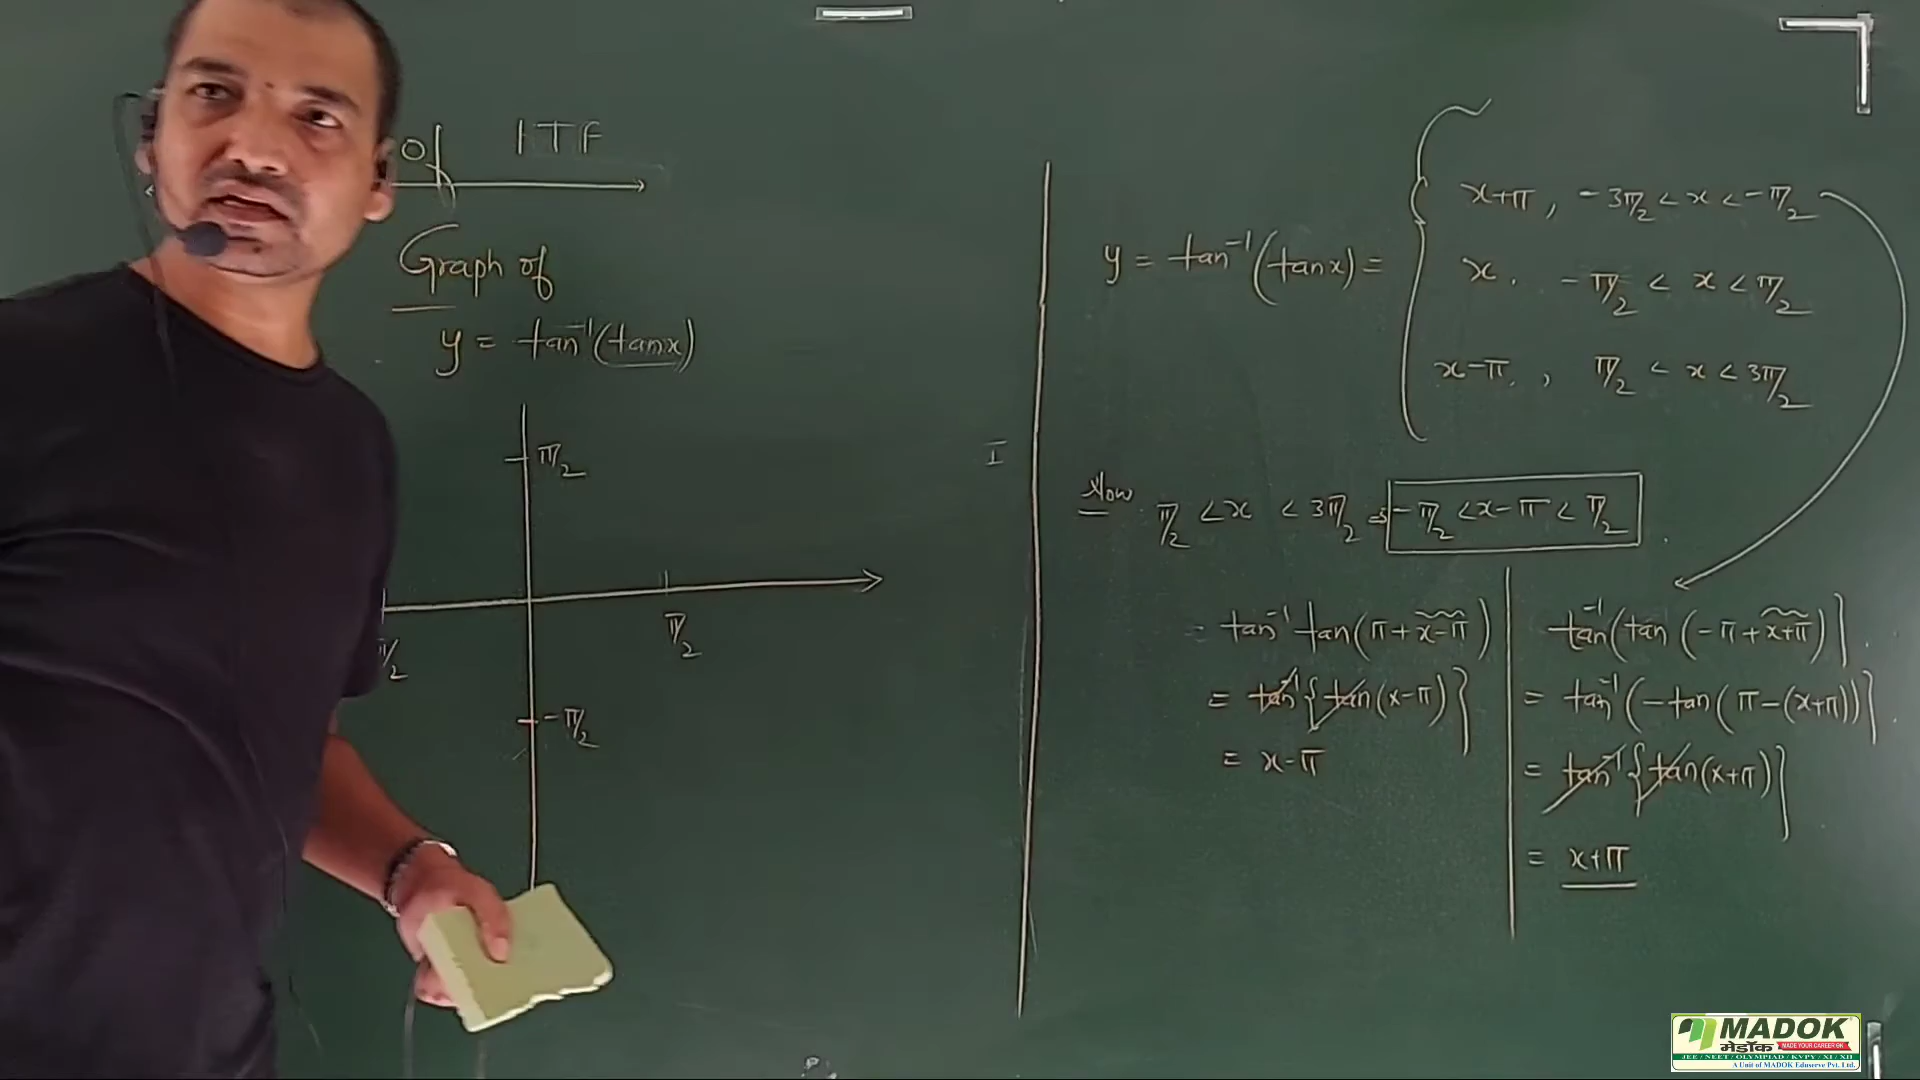 Of ITF
Graph of
y = tan⁻¹(tanx)
π/2
π/2
π/2
-π/2
I
y = tan⁻¹(tanx) =
x+π, -3π/2 < x < -π/2
x. -π/2 < x < π/2
x-π, π/2 < x < 3π/2
Now π/2 < x < 3π/2 ⇒ -π/2 < x-π < π/2
= tan⁻¹ tan(π + x-π)
= tan⁻¹{tan(x-π)}
= x-π
tan⁻¹(tan(-π + x+π)}
= tan⁻¹(-tan(π-(x+π))}
= tan⁻¹{tan(x+π)}
= x+π
MADOK
मेडॉक MADE YOUR CAREER OK
JEE / NEET / OLYMPIAD / KVPY / XI / XII
A Unit of MADOK Eduserve Pvt. Ltd.